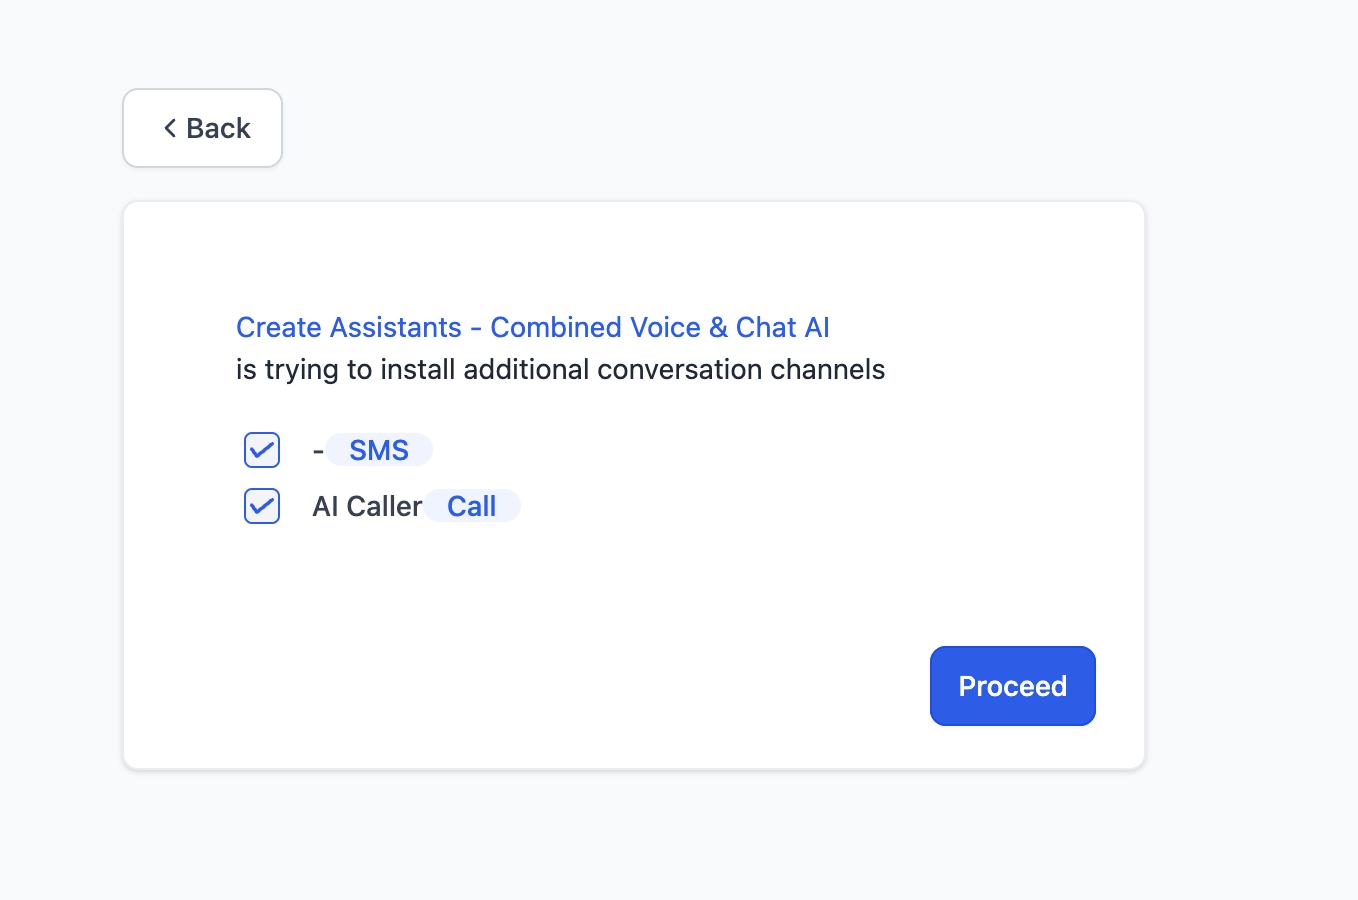 Back
Create Assistants - Combined Voice & Chat AI
is trying to install additional conversation channels
- SMS
AI Caller Call
Proceed